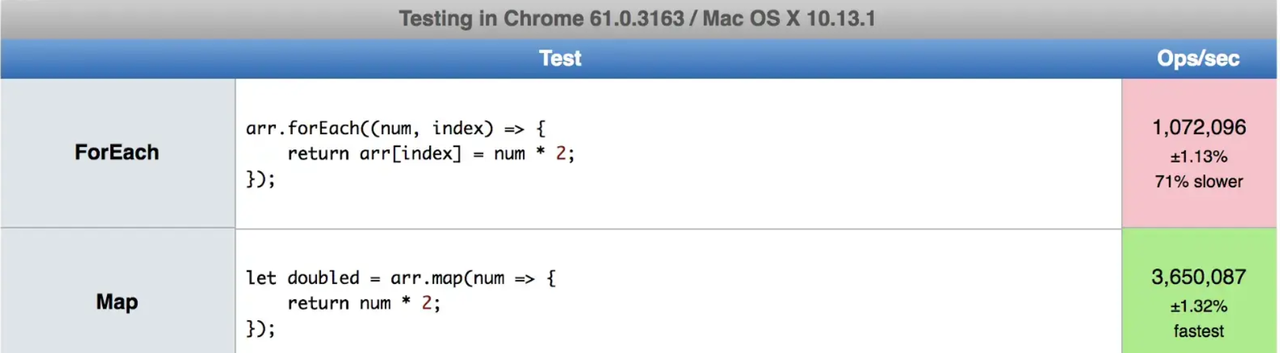 Testing in Chrome 61.0.3163 / Mac OS X 10.13.1
Test Ops/sec
ForEach
arr.forEach((num, index) => {
    return arr[index] = num * 2;
});
1,072,096
±1.13%
71% slower
Map
let doubled = arr.map(num => {
    return num * 2;
});
3,650,087
±1.32%
fastest